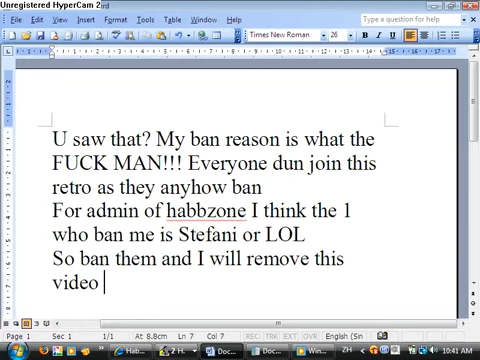 Unregistered HyperCam 2
File Edit View Insert Format Tools Table Window Help
Type a question for help
Times New Roman 26 B I U
U saw that? My ban reason is what the
FUCK MAN!!! Everyone dun join this
retro as they anyhow ban
For admin of habbzone I think the 1
who ban me is Stefani or LOL
So ban them and I will remove this
video
Page 1 Sec 1 1/1 At 8.8cm Ln 7 Col 7 REC TRK EXT OVR English (Sin
Hab... 2 H. Doc... Doc... Win... ZH 10:41 AM